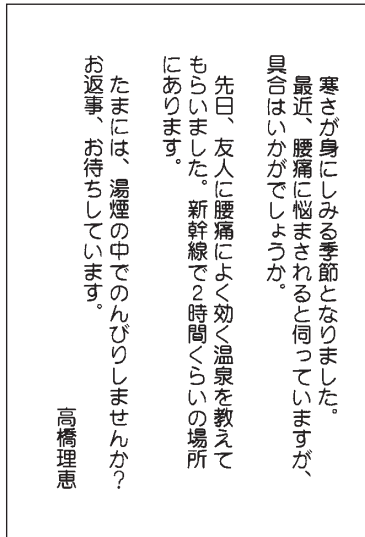 寒さが身にしみる季節となりました。
最近、腰痛に悩まされると伺っていますが、
具合はいかがでしょうか。
先日、友人に腰痛によく効く温泉を教えて
もらいました。新幹線で2時間くらいの場所
にあります。
たまには、湯煙の中でのんびりしませんか?
お返事、お待ちしています。
高橋理恵